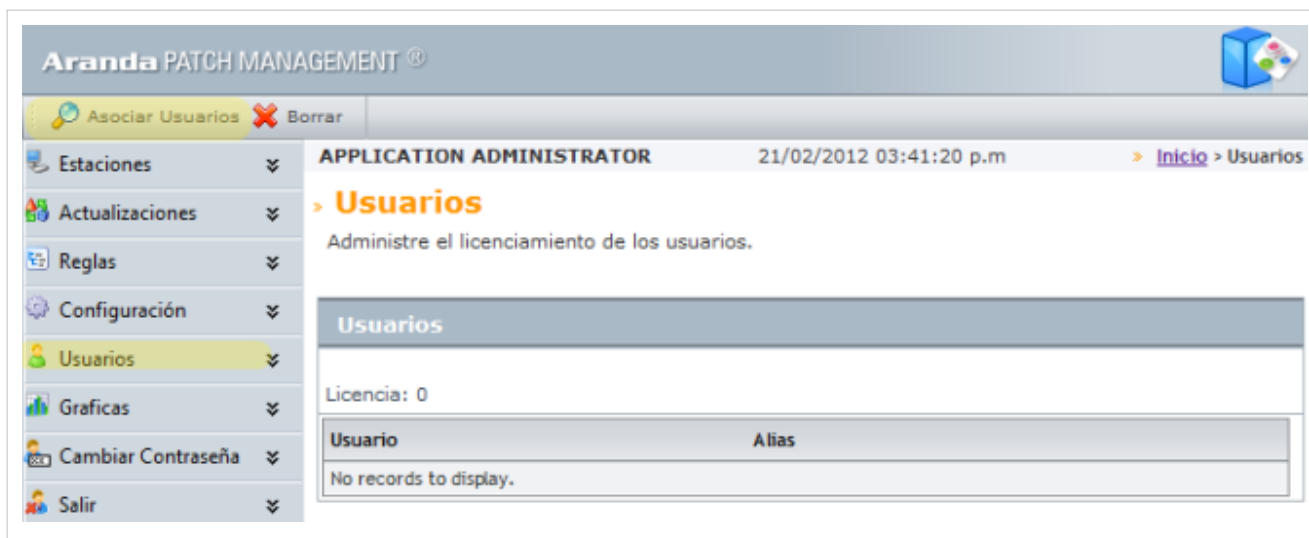 Aranda PATCH MANAGEMENT ®
Asociar Usuarios Borrar
Estaciones
Actualizaciones
Reglas
Configuración
Usuarios
Graficas
Cambiar Contraseña
Salir
APPLICATION ADMINISTRATOR 21/02/2012 03:41:20 p.m » Inicio > Usuarios
» Usuarios
Administre el licenciamiento de los usuarios.
Usuarios
Licencia: 0
Usuario Alias
No records to display.